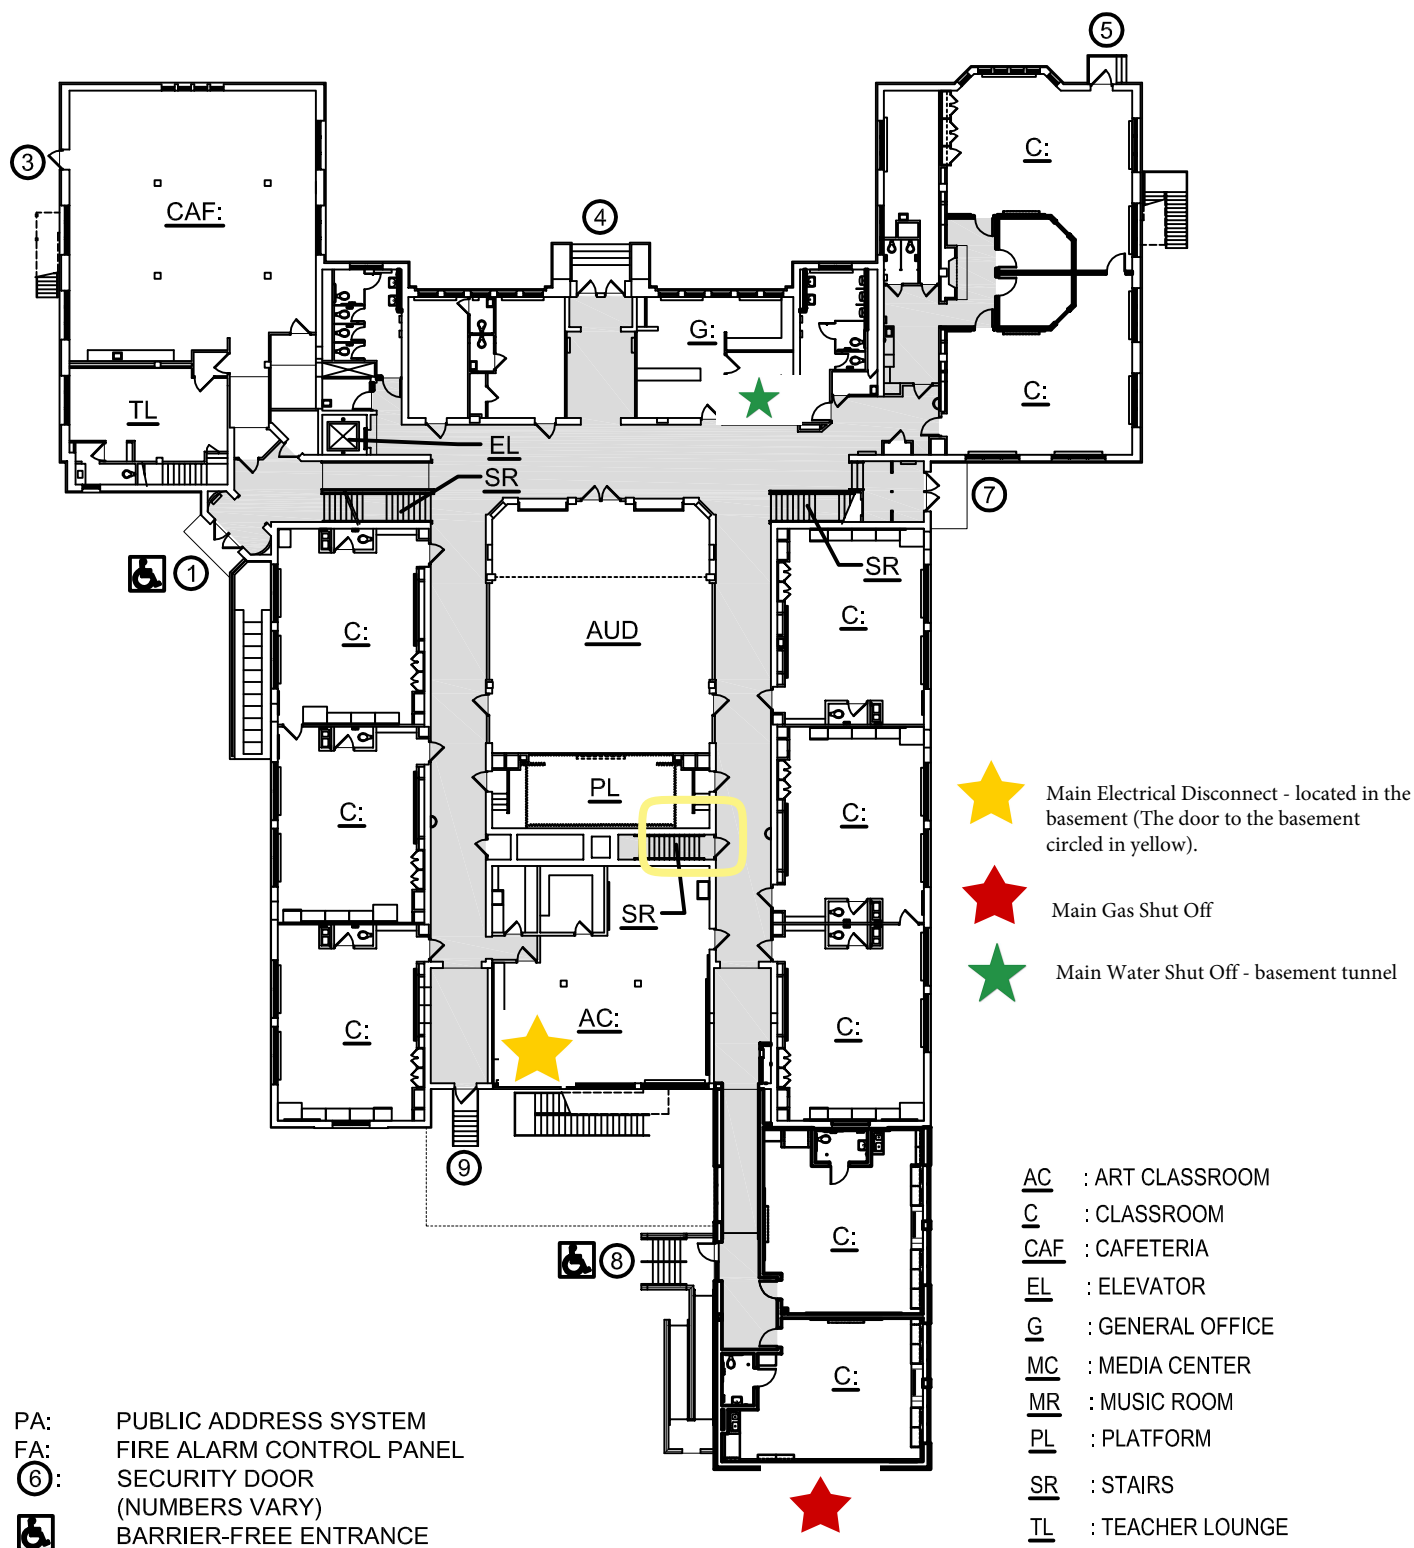 5
3
C:
CAF:
4
G:
C:
TL
EL
SR
7
1
SR
C:
C:
AUD
PL
Main Electrical Disconnect - located in the
basement (The door to the basement
circled in yellow).
C:
C:
SR
Main Gas Shut Off
Main Water Shut Off - basement tunnel
AC:
C:
C:
9
8
C:
C:
AC : ART CLASSROOM
C : CLASSROOM
CAF : CAFETERIA
EL : ELEVATOR
G : GENERAL OFFICE
MC : MEDIA CENTER
MR : MUSIC ROOM
PL : PLATFORM
SR : STAIRS
TL : TEACHER LOUNGE
PA: PUBLIC ADDRESS SYSTEM
FA: FIRE ALARM CONTROL PANEL
6 : SECURITY DOOR
(NUMBERS VARY)
BARRIER-FREE ENTRANCE